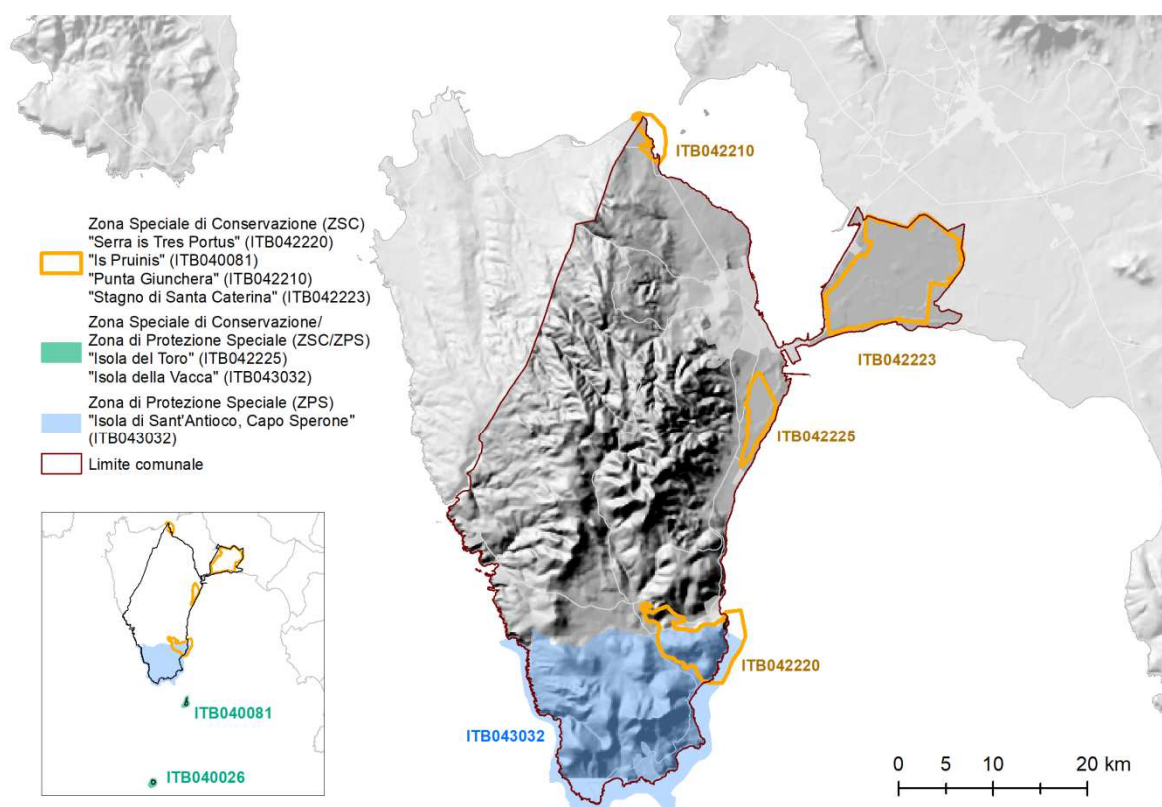 Zona Speciale di Conservazione (ZSC)
"Serra is Tres Portus" (ITB042220)
"Is Pruinis" (ITB040081)
"Punta Giunchera" (ITB042210)
"Stagno di Santa Caterina" (ITB042223)
Zona Speciale di Conservazione/
Zona di Protezione Speciale (ZSC/ZPS)
"Isola del Toro" (ITB042225)
"Isola della Vacca" (ITB043032)
Zona di Protezione Speciale (ZPS)
"Isola di Sant'Antioco, Capo Sperone"
(ITB043032)
Limite comunale
ITB040081
ITB040026
ITB042210
ITB042223
ITB042225
ITB042220
ITB043032
0 5 10 20 km